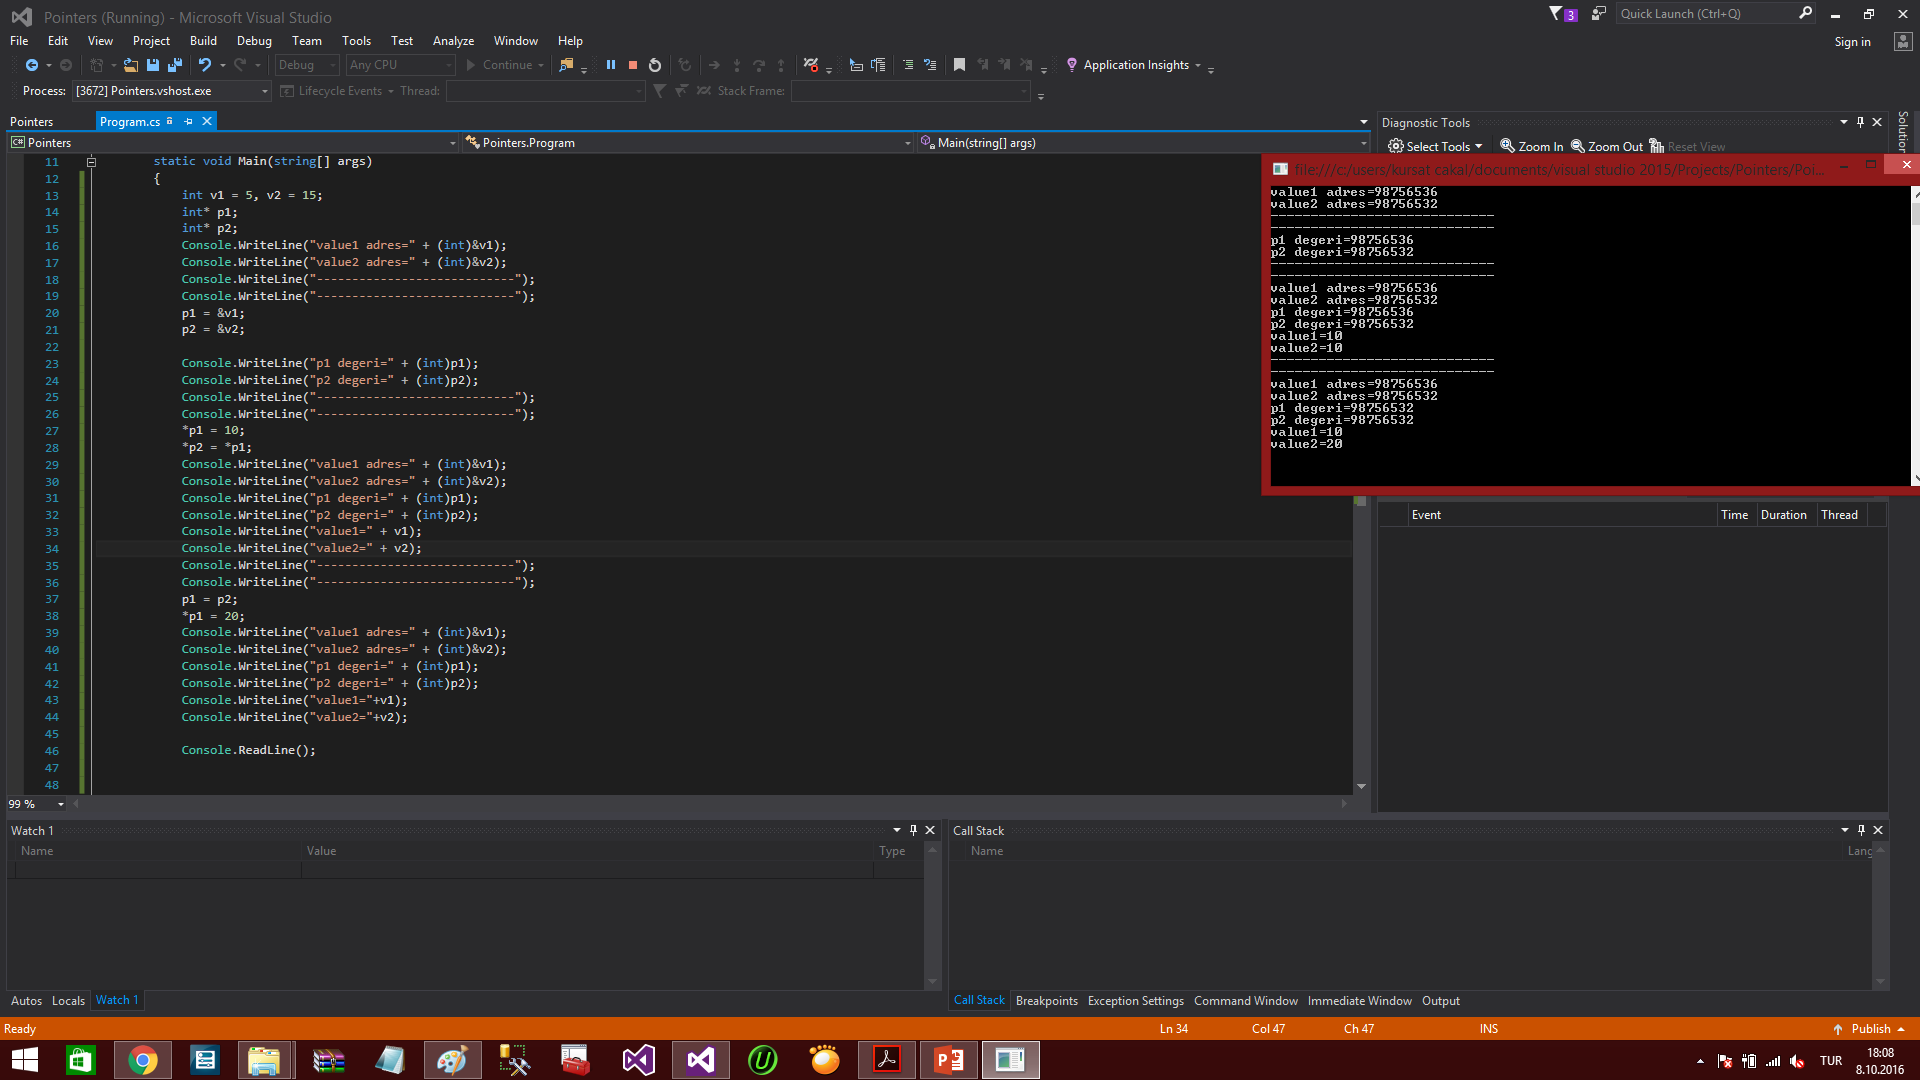 Pointers (Running) - Microsoft Visual Studio
3
Quick Launch (Ctrl+Q)
File Edit View Project Build Debug Team Tools Test Analyze Window Help
Sign in
Debug Any CPU Continue Application Insights
Process: [3672] Pointers.vshost.exe Lifecycle Events Thread: Stack Frame:
Pointers Program.cs
Diagnostic Tools
Solution
C# Pointers Pointers.Program Main(string[] args)
Select Tools Zoom In Zoom Out Reset View
11 static void Main(string[] args)
12 {
13 int v1 = 5, v2 = 15;
14 int* p1;
15 int* p2;
16 Console.WriteLine("value1 adres=" + (int)&v1);
17 Console.WriteLine("value2 adres=" + (int)&v2);
18 Console.WriteLine("----------------------------");
19 Console.WriteLine("----------------------------");
20 p1 = &v1;
21 p2 = &v2;
22
23 Console.WriteLine("p1 degeri=" + (int)p1);
24 Console.WriteLine("p2 degeri=" + (int)p2);
25 Console.WriteLine("----------------------------");
26 Console.WriteLine("----------------------------");
27 *p1 = 10;
28 *p2 = *p1;
29 Console.WriteLine("value1 adres=" + (int)&v1);
30 Console.WriteLine("value2 adres=" + (int)&v2);
31 Console.WriteLine("p1 degeri=" + (int)p1);
32 Console.WriteLine("p2 degeri=" + (int)p2);
33 Console.WriteLine("value1=" + v1);
34 Console.WriteLine("value2=" + v2);
35 Console.WriteLine("----------------------------");
36 Console.WriteLine("----------------------------");
37 p1 = p2;
38 *p1 = 20;
39 Console.WriteLine("value1 adres=" + (int)&v1);
40 Console.WriteLine("value2 adres=" + (int)&v2);
41 Console.WriteLine("p1 degeri=" + (int)p1);
42 Console.WriteLine("p2 degeri=" + (int)p2);
43 Console.WriteLine("value1="+v1);
44 Console.WriteLine("value2="+v2);
45
46 Console.ReadLine();
47
48
99 %
file:///c:/users/kursat cakal/documents/visual studio 2015/Projects/Pointers/Poi...
value1 adres=98756536
value2 adres=98756532
----------------------------
----------------------------
p1 degeri=98756536
p2 degeri=98756532
----------------------------
----------------------------
value1 adres=98756536
value2 adres=98756532
p1 degeri=98756536
p2 degeri=98756532
value1=10
value2=10
----------------------------
----------------------------
value1 adres=98756536
value2 adres=98756532
p1 degeri=98756532
p2 degeri=98756532
value1=10
value2=20
Event Time Duration Thread
Watch 1
Name Value Type
Call Stack
Name Lang
Autos Locals Watch 1
Call Stack Breakpoints Exception Settings Command Window Immediate Window Output
Ready Ln 34 Col 47 Ch 47 INS Publish
TUR
18:08
8.10.2016